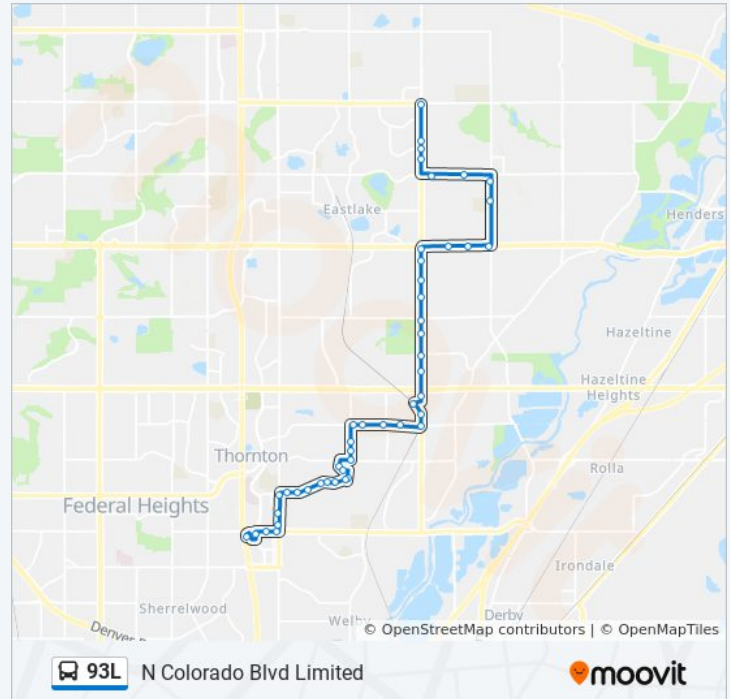 Eastlake
Henders
Hazeltine
Hazeltine
Heights
Thornton
Rolla
Federal Heights
Irondale
Sherrelwood
Derby
Welby
Denver
© OpenStreetMap contributors | © OpenMapTiles
93L N Colorado Blvd Limited
moovit